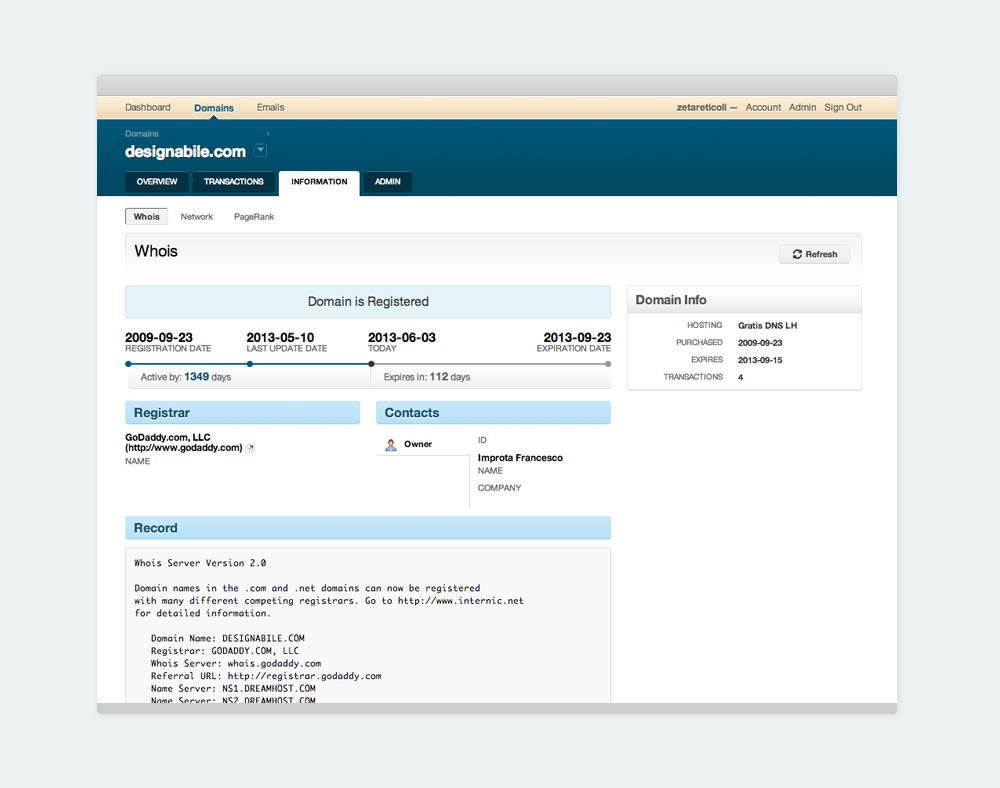 Dashboard Domains Emails zetareticoli — Account Admin Sign Out
Domains ›
designabile.com
OVERVIEW TRANSACTIONS INFORMATION ADMIN
Whois Network PageRank
Whois
Refresh
Domain is Registered
2009-09-23 2013-05-10 2013-06-03 2013-09-23
REGISTRATION DATE LAST UPDATE DATE TODAY EXPIRATION DATE
Active by: 1349 days Expires in: 112 days
Domain Info
HOSTING Gratis DNS LH
PURCHASED 2009-09-23
EXPIRES 2013-09-15
TRANSACTIONS 4
Registrar
GoDaddy.com, LLC
(http://www.godaddy.com)
NAME
Contacts
Owner
ID
Improta Francesco
NAME
COMPANY
Record
Whois Server Version 2.0
Domain names in the .com and .net domains can now be registered
with many different competing registrars. Go to http://www.internic.net
for detailed information.
Domain Name: DESIGNABILE.COM
Registrar: GODADDY.COM, LLC
Whois Server: whois.godaddy.com
Referral URL: http://registrar.godaddy.com
Name Server: NS1.DREAMHOST.COM
Name Server: NS2.DREAMHOST.COM